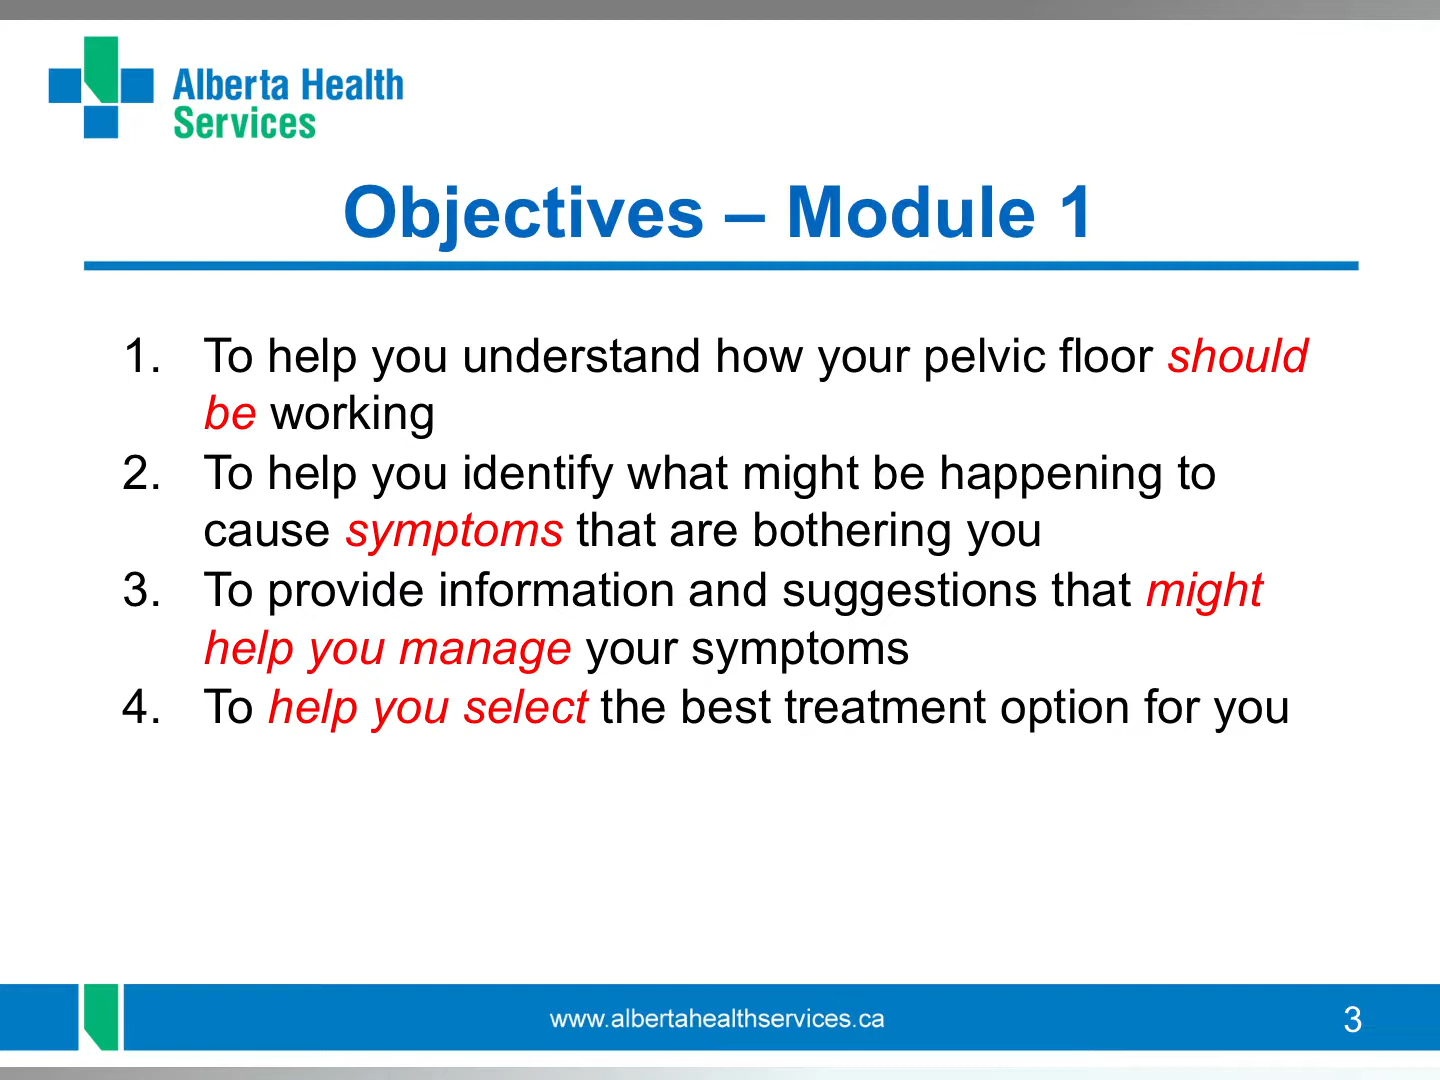 Alberta Health
Services
Objectives – Module 1
1. To help you understand how your pelvic floor should
be working
2. To help you identify what might be happening to
cause symptoms that are bothering you
3. To provide information and suggestions that might
help you manage your symptoms
4. To help you select the best treatment option for you
www.albertahealthservices.ca
3